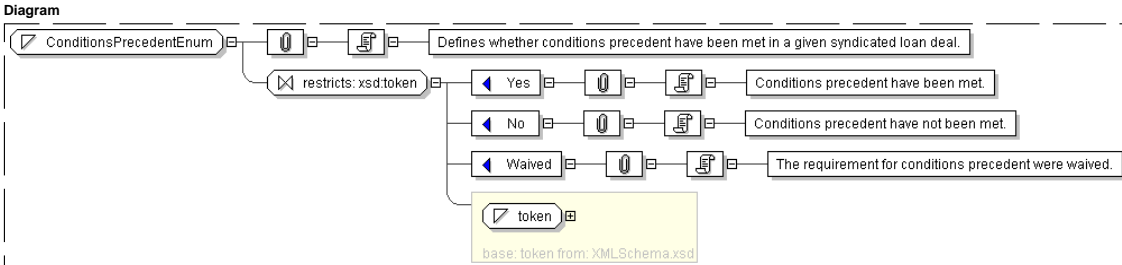 Diagram
ConditionsPrecedentEnum
Defines whether conditions precedent have been met in a given syndicated loan deal.
restricts: xsd:token
Yes
Conditions precedent have been met.
No
Conditions precedent have not been met.
Waived
The requirement for conditions precedent were waived.
token
base: token from: XMLSchema.xsd